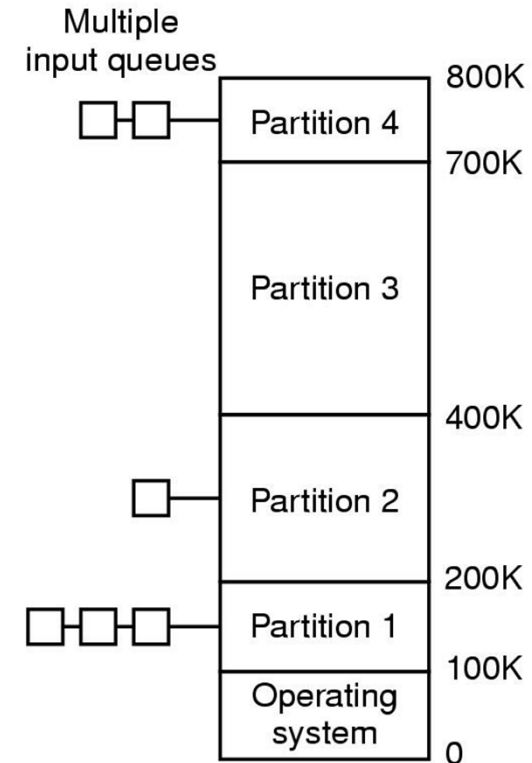 Multiple
input queues
800K
Partition 4
700K
Partition 3
400K
Partition 2
200K
Partition 1
100K
Operating
system
0